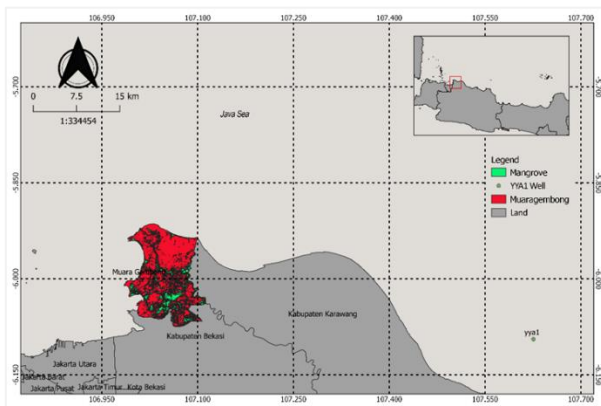 106.950 107.100 107.250 107.400 107.550 107.700
-5.700
-5.850
-6.000
-6.150
0 7.5 15 km
1:334454
Java Sea
Legend
Mangrove
YYA1 Well
Muaragembong
Land
Muara
Kabupaten Karawang
Kabupaten Bekasi
yya1
Jakarta Utara
Jakarta Barat
Jakarta Pusat
Jakarta Timur
Kota Bekasi
106.950 107.100 107.250 107.400 107.550 107.700
-5.700
-5.850
-6.000
-6.150